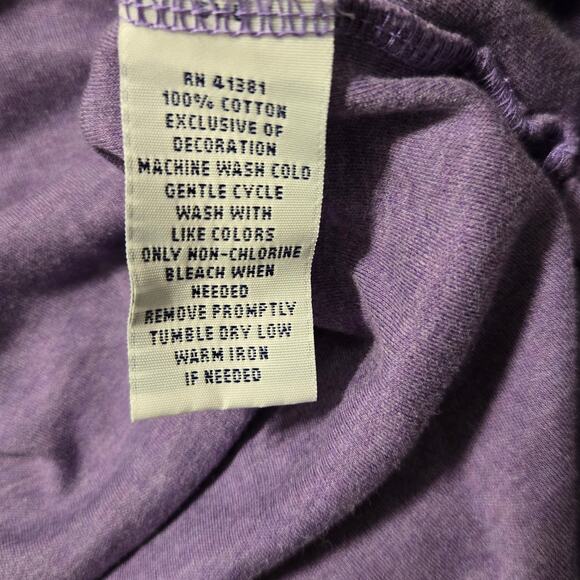 RN 41381
100% COTTON
EXCLUSIVE OF
DECORATION
MACHINE WASH COLD
GENTLE CYCLE
WASH WITH
LIKE COLORS
ONLY NON-CHLORINE
BLEACH WHEN
NEEDED
REMOVE PROMPTLY
TUMBLE DRY LOW
WARM IRON
IF NEEDED